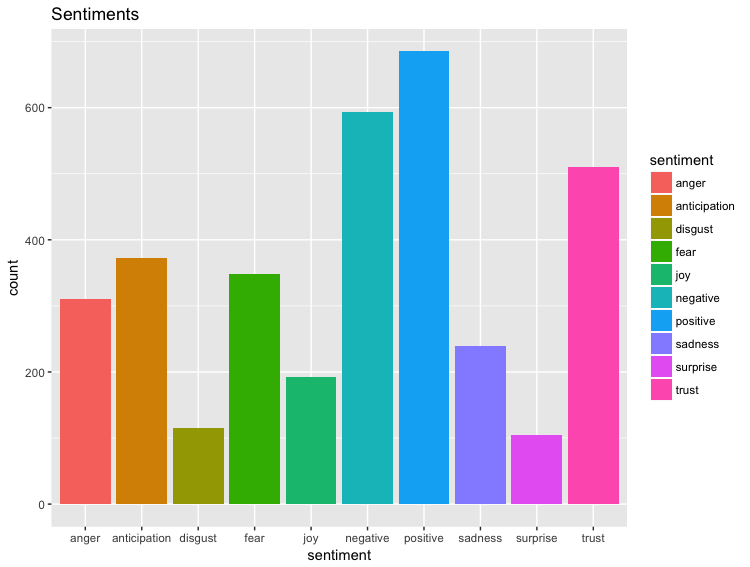 Sentiments
count
600
400
200
0
anger anticipation disgust fear joy negative positive sadness surprise trust
sentiment
sentiment
anger
anticipation
disgust
fear
joy
negative
positive
sadness
surprise
trust